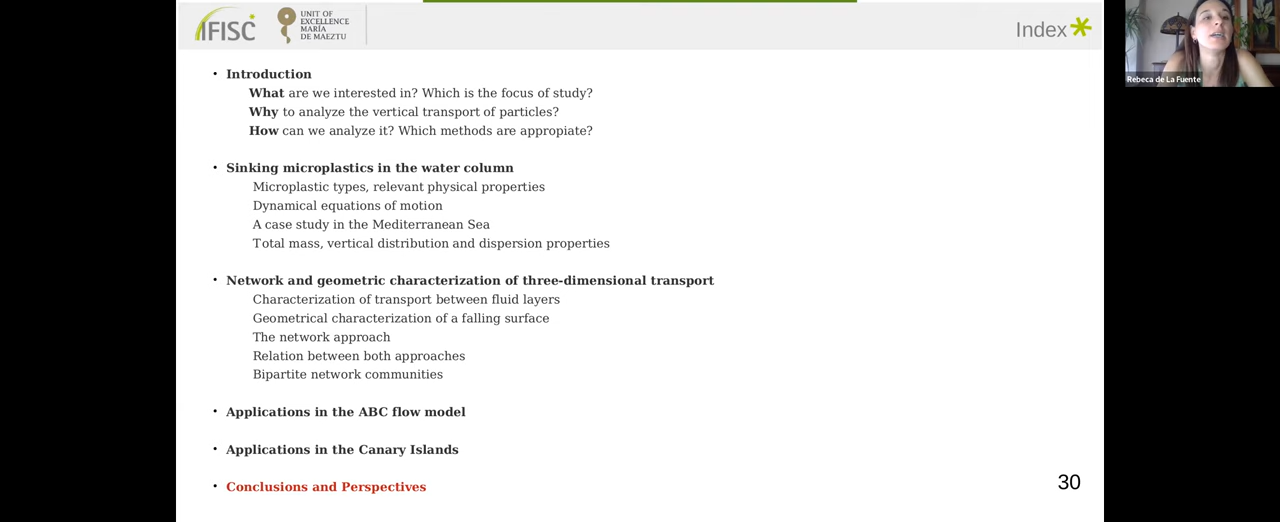 IFISC
UNIT OF
EXCELLENCE
MARÍA
DE MAEZTU
Index
Rebeca de La Fuente
• Introduction
What are we interested in? Which is the focus of study?
Why to analyze the vertical transport of particles?
How can we analyze it? Which methods are appropiate?
• Sinking microplastics in the water column
Microplastic types, relevant physical properties
Dynamical equations of motion
A case study in the Mediterranean Sea
Total mass, vertical distribution and dispersion properties
• Network and geometric characterization of three-dimensional transport
Characterization of transport between fluid layers
Geometrical characterization of a falling surface
The network approach
Relation between both approaches
Bipartite network communities
• Applications in the ABC flow model
• Applications in the Canary Islands
• Conclusions and Perspectives
30